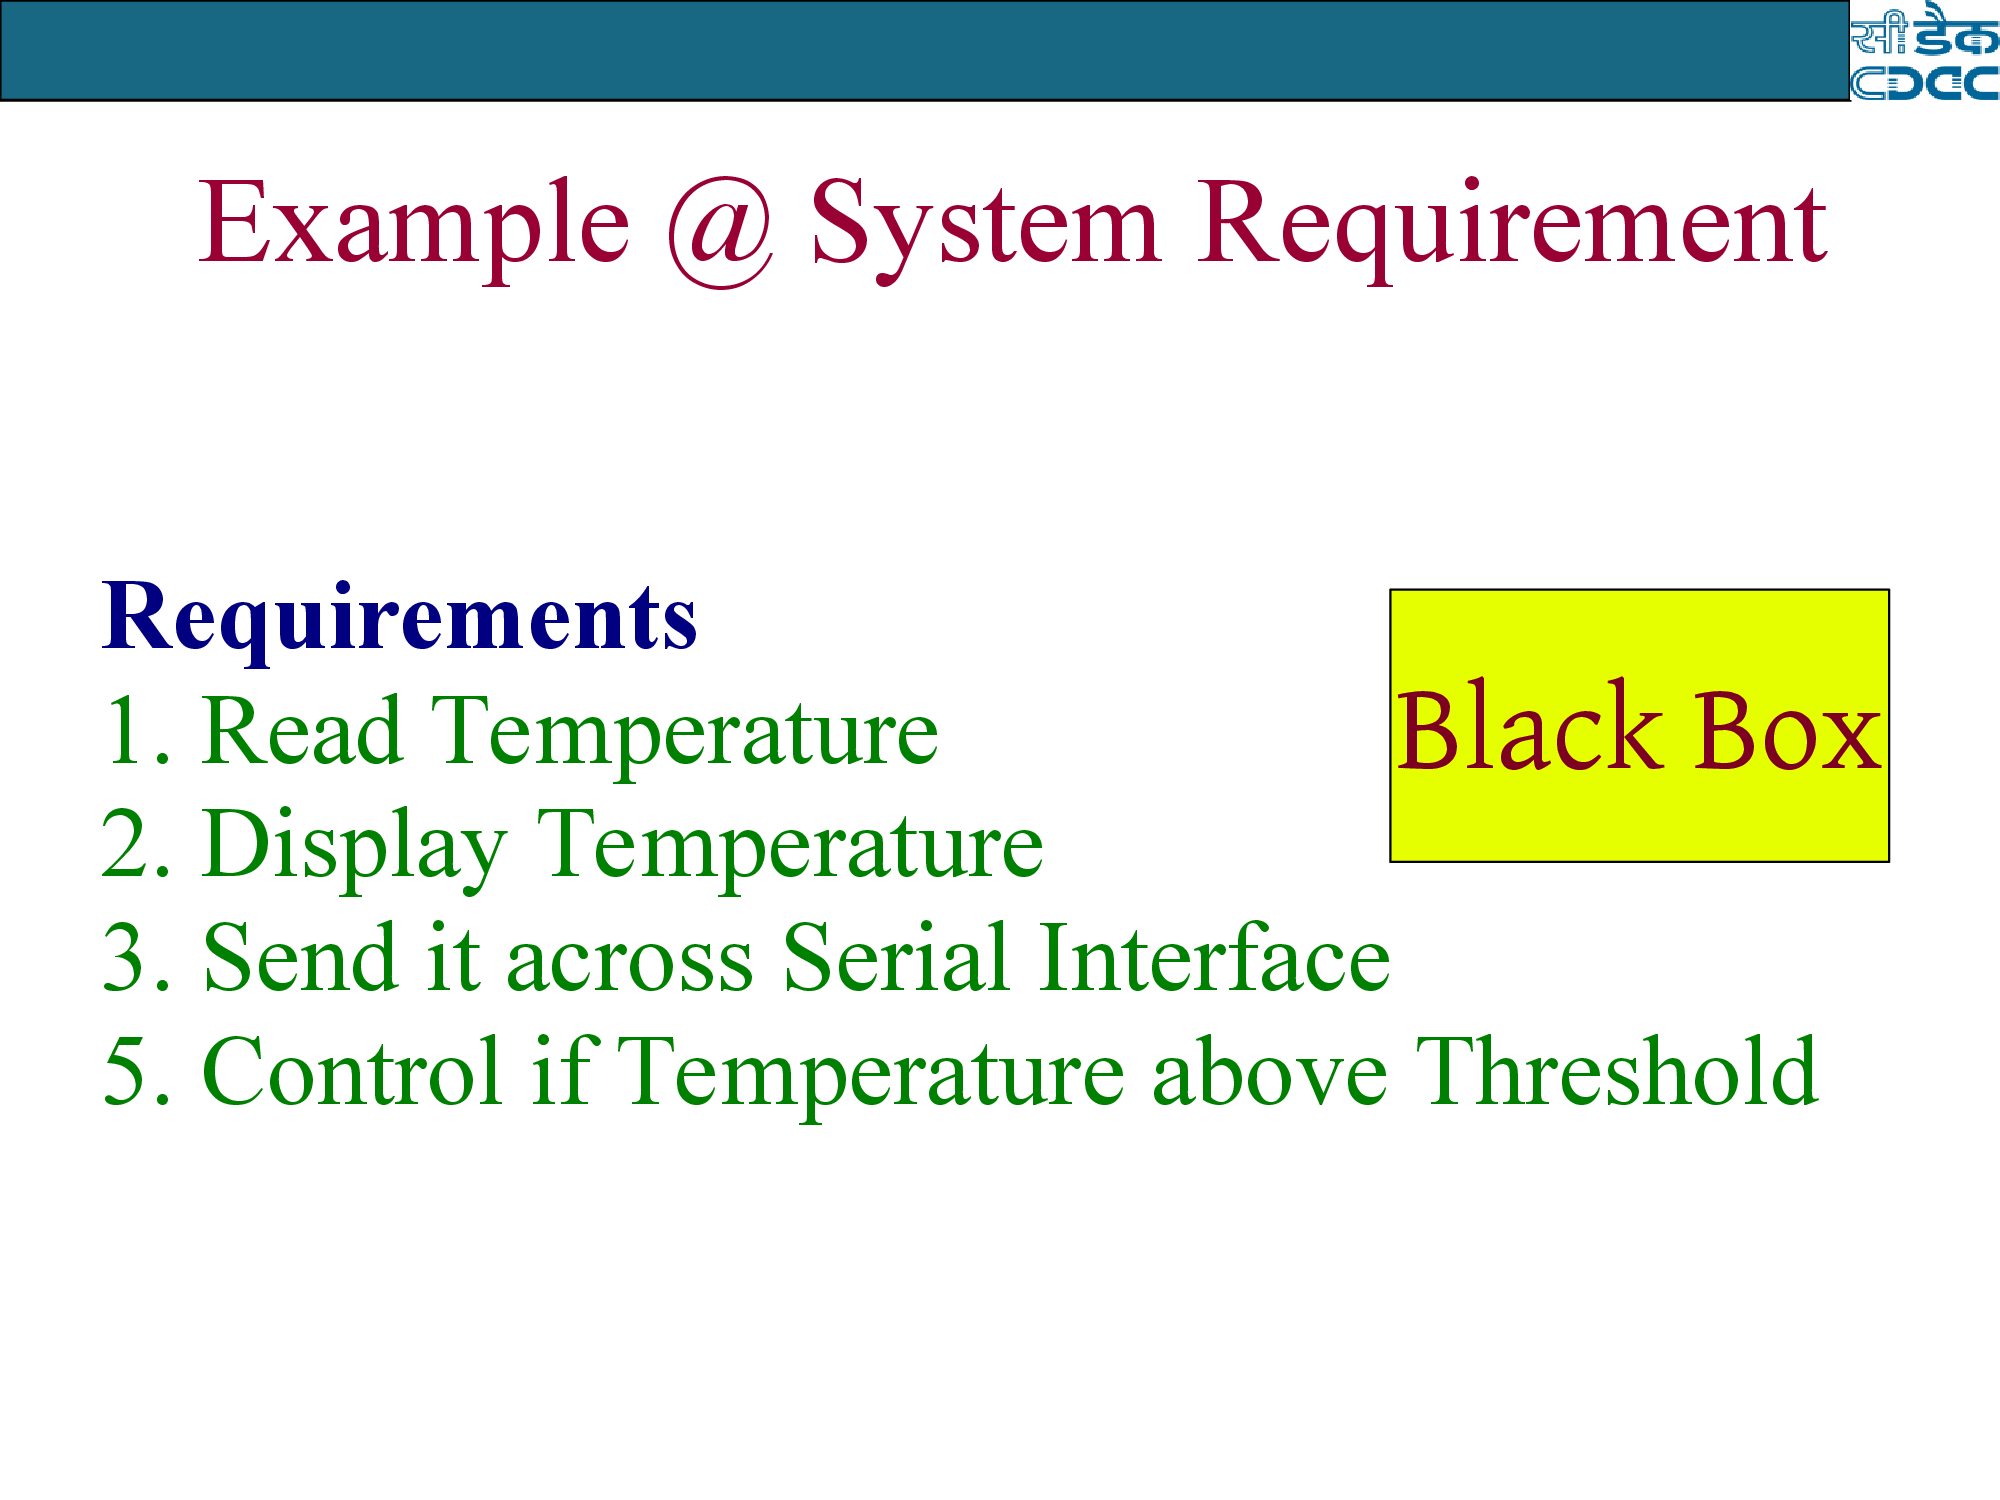 सी डैक
CDAC
Example @ System Requirement
Requirements
1. Read Temperature
2. Display Temperature
3. Send it across Serial Interface
5. Control if Temperature above Threshold
Black Box